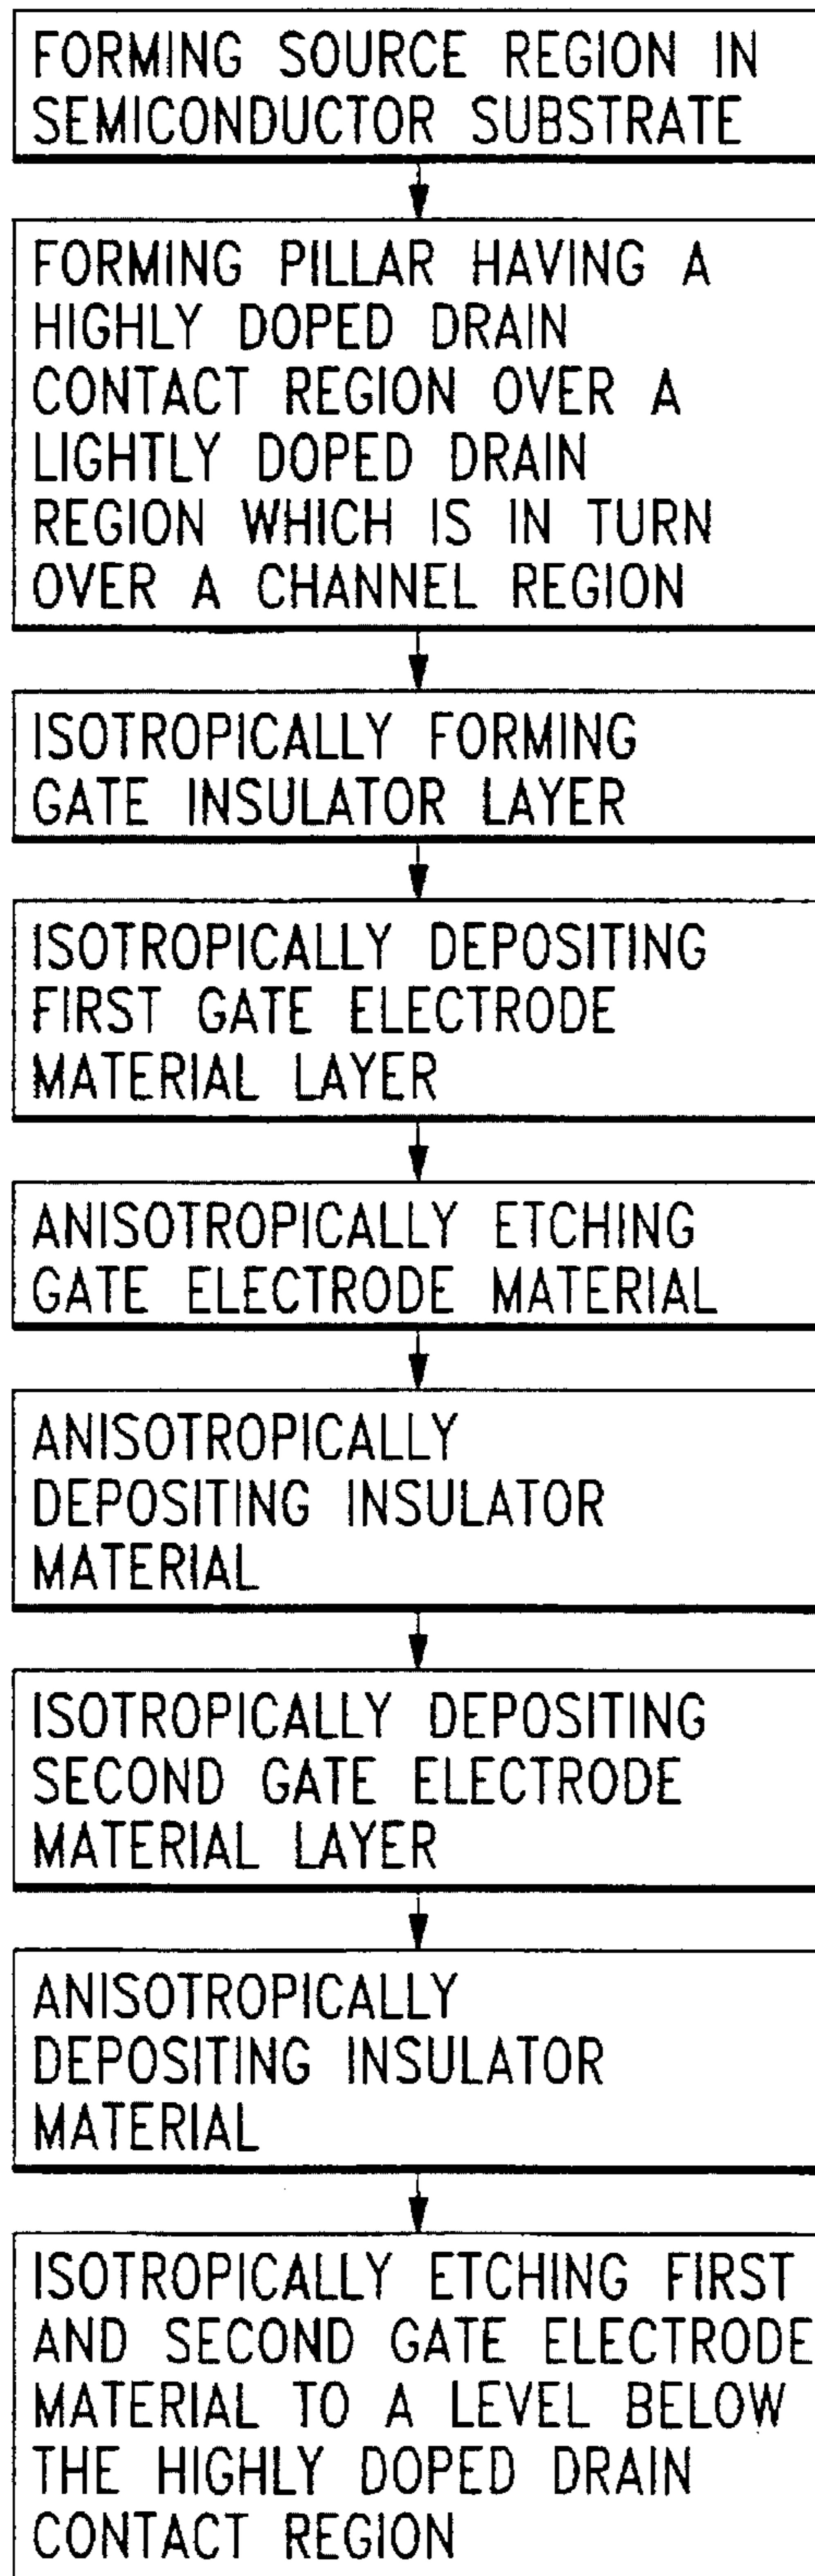 FORMING SOURCE REGION IN
SEMICONDUCTOR SUBSTRATE
FORMING PILLAR HAVING A
HIGHLY DOPED DRAIN
CONTACT REGION OVER A
LIGHTLY DOPED DRAIN
REGION WHICH IS IN TURN
OVER A CHANNEL REGION
ISOTROPICALLY FORMING
GATE INSULATOR LAYER
ISOTROPICALLY DEPOSITING
FIRST GATE ELECTRODE
MATERIAL LAYER
ANISOTROPICALLY ETCHING
GATE ELECTRODE MATERIAL
ANISOTROPICALLY
DEPOSITING INSULATOR
MATERIAL
ISOTROPICALLY DEPOSITING
SECOND GATE ELECTRODE
MATERIAL LAYER
ANISOTROPICALLY
DEPOSITING INSULATOR
MATERIAL
ISOTROPICALLY ETCHING FIRST
AND SECOND GATE ELECTRODE
MATERIAL TO A LEVEL BELOW
THE HIGHLY DOPED DRAIN
CONTACT REGION